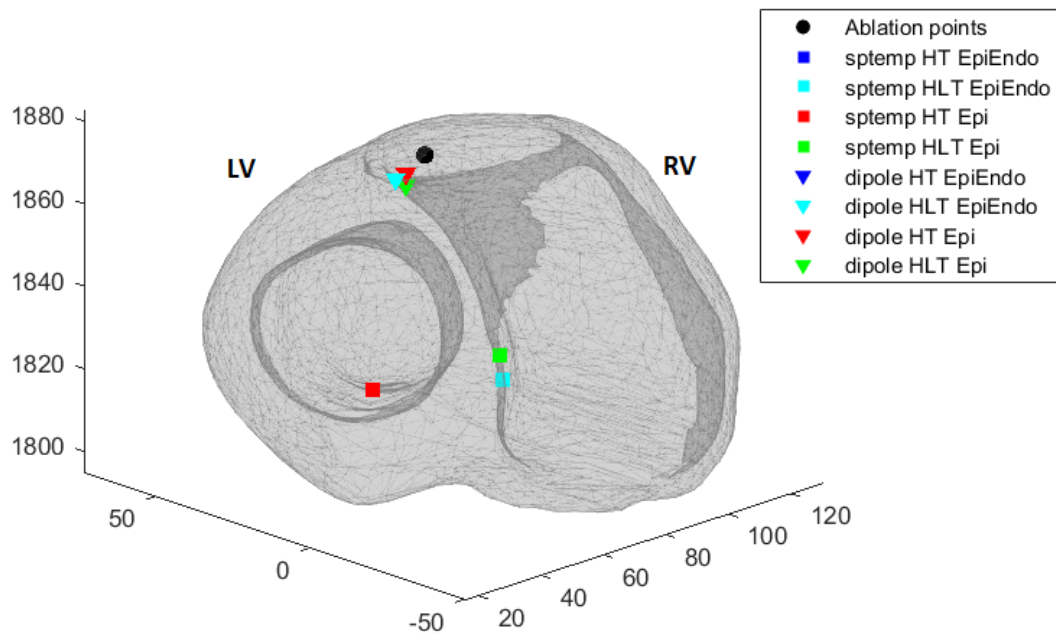 Ablation points
sptemp HT EpiEndo
sptemp HLT EpiEndo
sptemp HT Epi
sptemp HLT Epi
dipole HT EpiEndo
dipole HLT EpiEndo
dipole HT Epi
dipole HLT Epi
LV
RV
1880
1860
1840
1820
1800
50
0
-50
20
40
60
80
100
120